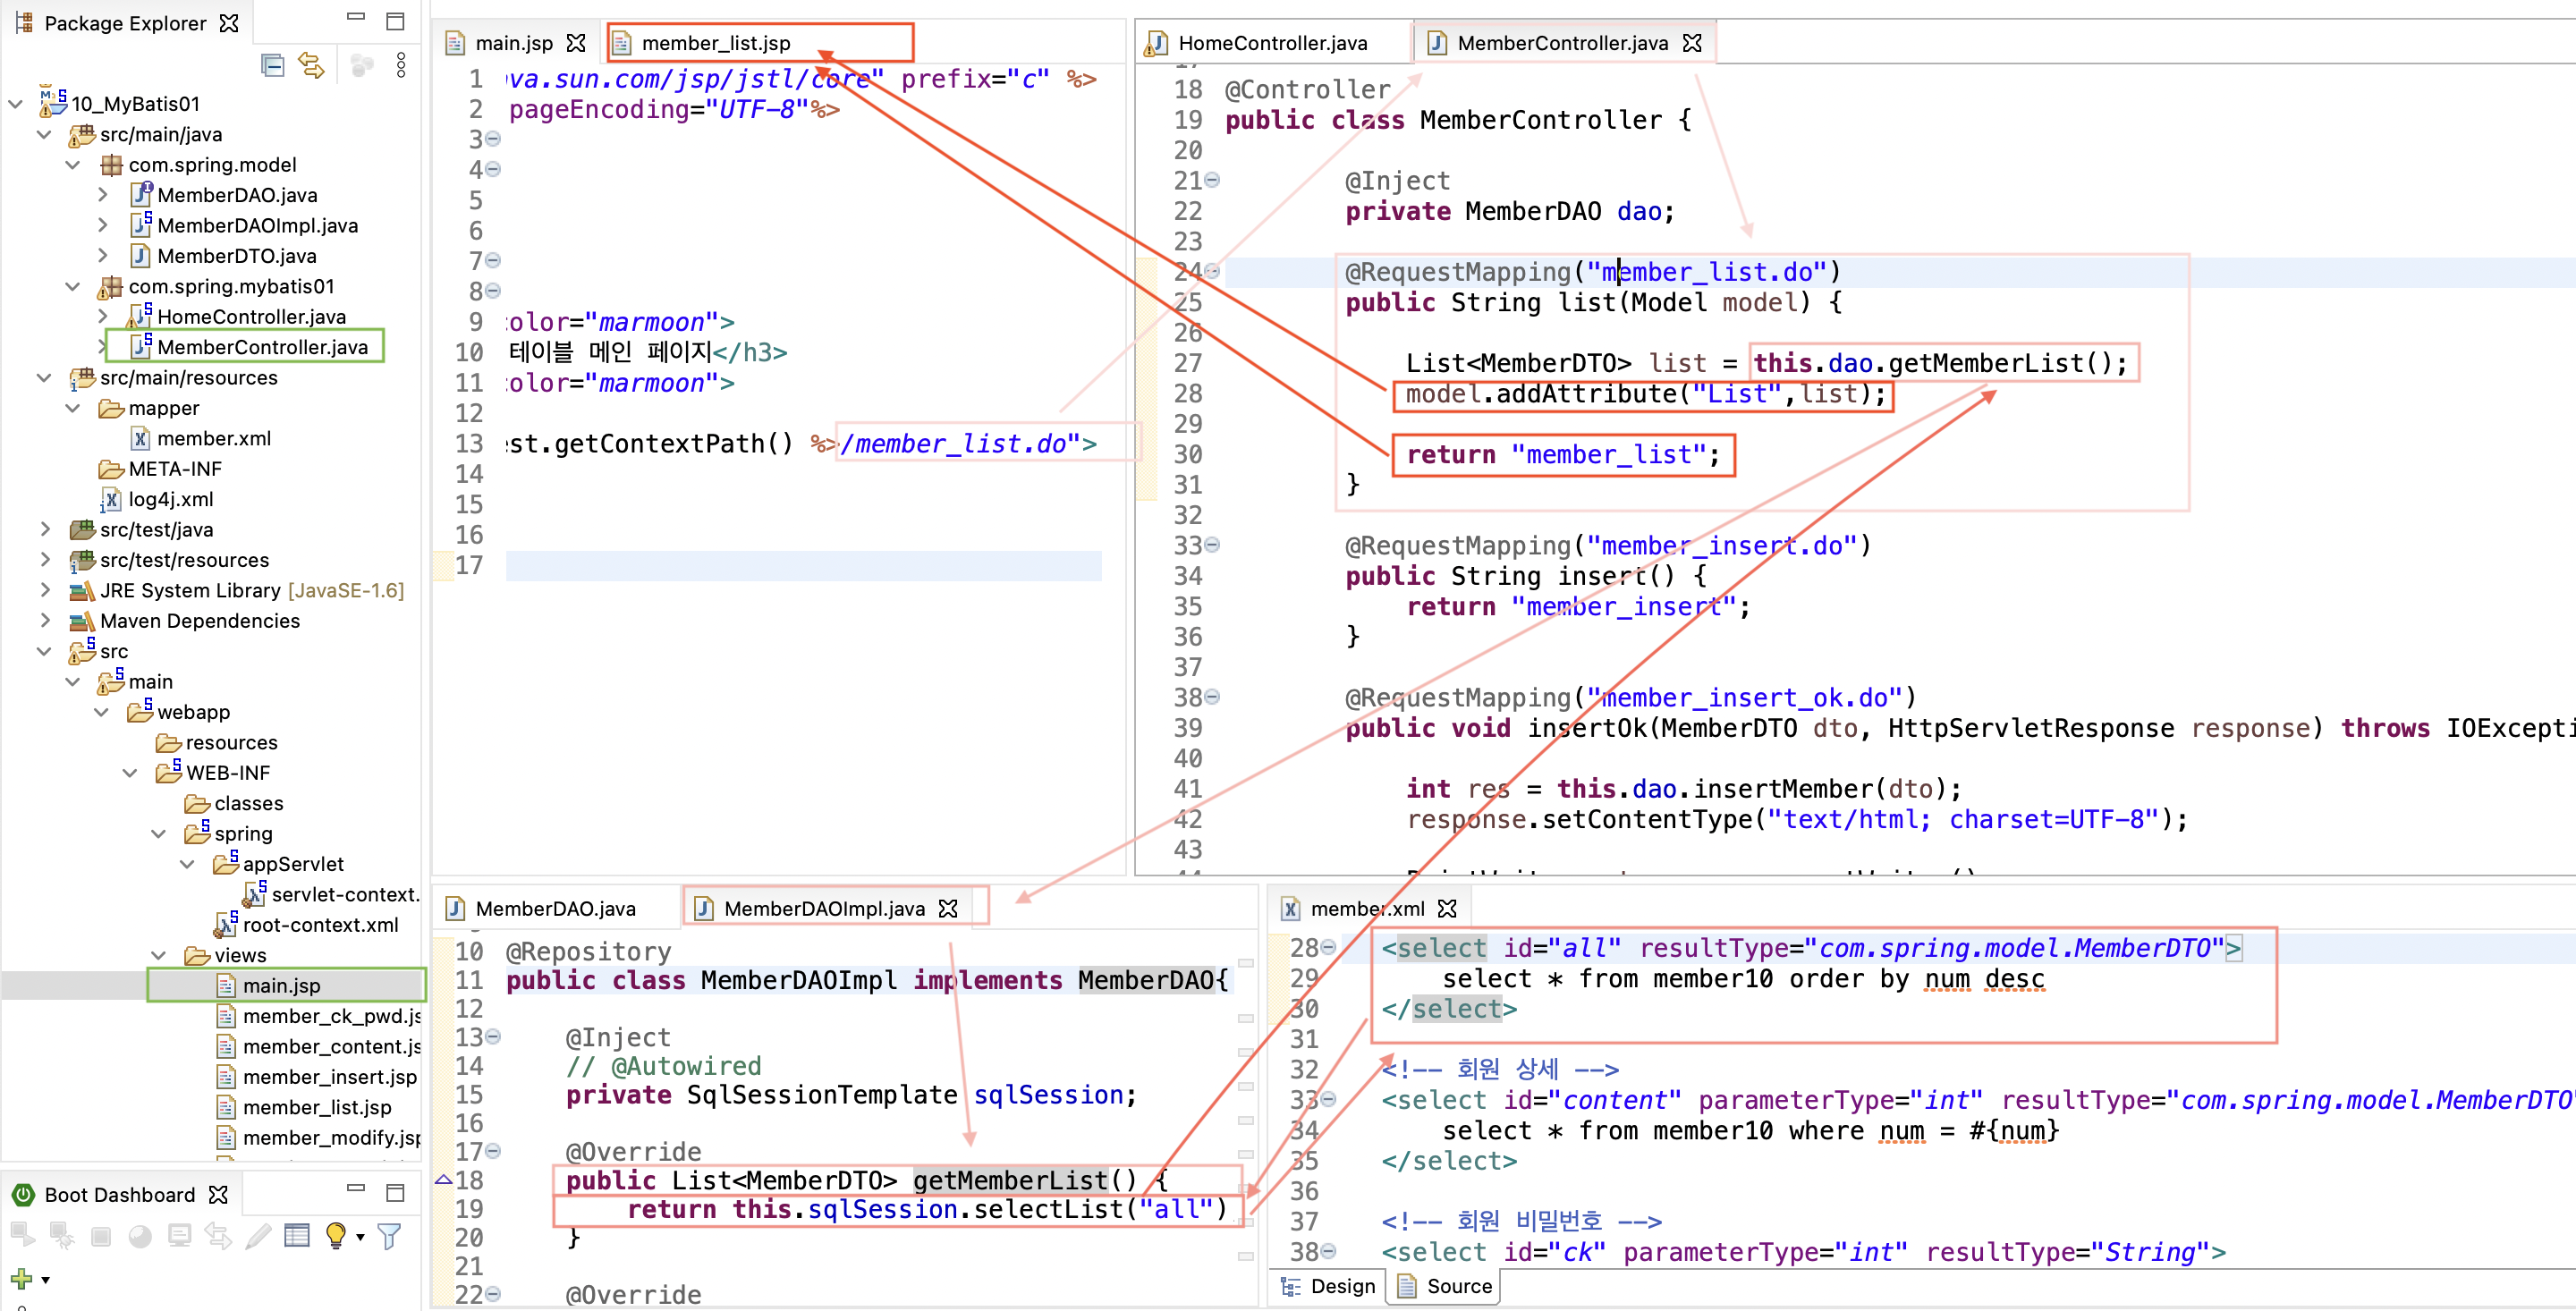 Package Explorer
10_MyBatis01
src/main/java
com.spring.model
MemberDAO.java
MemberDAOImpl.java
MemberDTO.java
com.spring.mybatis01
HomeController.java
MemberController.java
src/main/resources
mapper
member.xml
META-INF
log4j.xml
src/test/java
src/test/resources
JRE System Library [JavaSE-1.6]
Maven Dependencies
src
main
webapp
resources
WEB-INF
classes
spring
appServlet
servlet-context.
root-context.xml
views
main.jsp
member_ck_pwd.js
member_content.js
member_insert.jsp
member_list.jsp
member_modify.jsp
Boot Dashboard
main.jsp
member_list.jsp
1 va.sun.com/jsp/jstl/core" prefix="c" %>
2 pageEncoding="UTF-8"%>
3
4
5
6
7
8
9 olor="marmoon">
10 테이블 메인 페이지</h3>
11 olor="marmoon">
12
13 st.getContextPath() %>/member_list.do">
14
15
16
17
HomeController.java
MemberController.java
18 @Controller
19 public class MemberController {
20
21 @Inject
22 private MemberDAO dao;
23
24 @RequestMapping("member_list.do")
25 public String list(Model model) {
26
27 List<MemberDTO> list = this.dao.getMemberList();
28 model.addAttribute("List",list);
29
30 return "member_list";
31 }
32
33 @RequestMapping("member_insert.do")
34 public String insert() {
35 return "member_insert";
36 }
37
38 @RequestMapping("member_insert_ok.do")
39 public void insertOk(MemberDTO dto, HttpServletResponse response) throws IOExcepti
40
41 int res = this.dao.insertMember(dto);
42 response.setContentType("text/html; charset=UTF-8");
43
MemberDAO.java
MemberDAOImpl.java
10 @Repository
11 public class MemberDAOImpl implements MemberDAO{
12
13 @Inject
14 // @Autowired
15 private SqlSessionTemplate sqlSession;
16
17 @Override
18 public List<MemberDTO> getMemberList() {
19 return this.sqlSession.selectList("all")
20 }
21
22 @Override
member.xml
28 <select id="all" resultType="com.spring.model.MemberDTO">
29 select * from member10 order by num desc
30 </select>
31
32 <!-- 회원 상세 -->
33 <select id="content" parameterType="int" resultType="com.spring.model.MemberDTO"
34 select * from member10 where num = #{num}
35 </select>
36
37 <!-- 회원 비밀번호 -->
38 <select id="ck" parameterType="int" resultType="String">
Design
Source